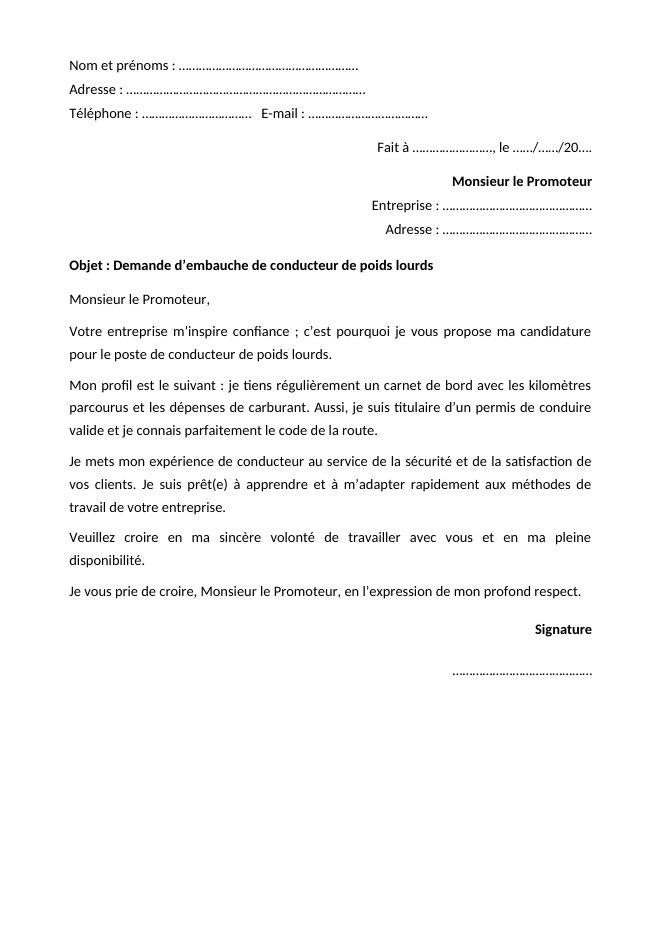 Nom et prénoms : ………………………………………………
Adresse : ………………………………………………………………
Téléphone : ……………………………  E-mail : ………………………………
Fait à ……………………, le ……/……/20….
Monsieur le Promoteur
Entreprise : ………………………………………
Adresse : ………………………………………
Objet : Demande d’embauche de conducteur de poids lourds
Monsieur le Promoteur,
Votre entreprise m’inspire confiance ; c’est pourquoi je vous propose ma candidature
pour le poste de conducteur de poids lourds.
Mon profil est le suivant : je tiens régulièrement un carnet de bord avec les kilomètres
parcourus et les dépenses de carburant. Aussi, je suis titulaire d’un permis de conduire
valide et je connais parfaitement le code de la route.
Je mets mon expérience de conducteur au service de la sécurité et de la satisfaction de
vos clients. Je suis prêt(e) à apprendre et à m’adapter rapidement aux méthodes de
travail de votre entreprise.
Veuillez croire en ma sincère volonté de travailler avec vous et en ma pleine
disponibilité.
Je vous prie de croire, Monsieur le Promoteur, en l’expression de mon profond respect.
Signature
……………………………………